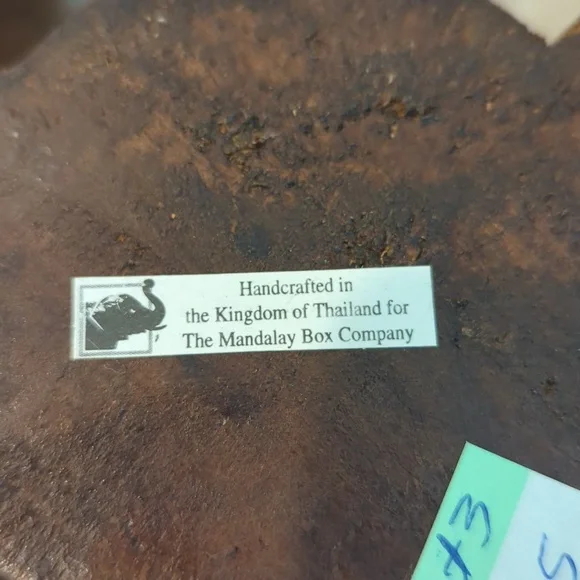 Handcrafted in
the Kingdom of Thailand for
The Mandalay Box Company